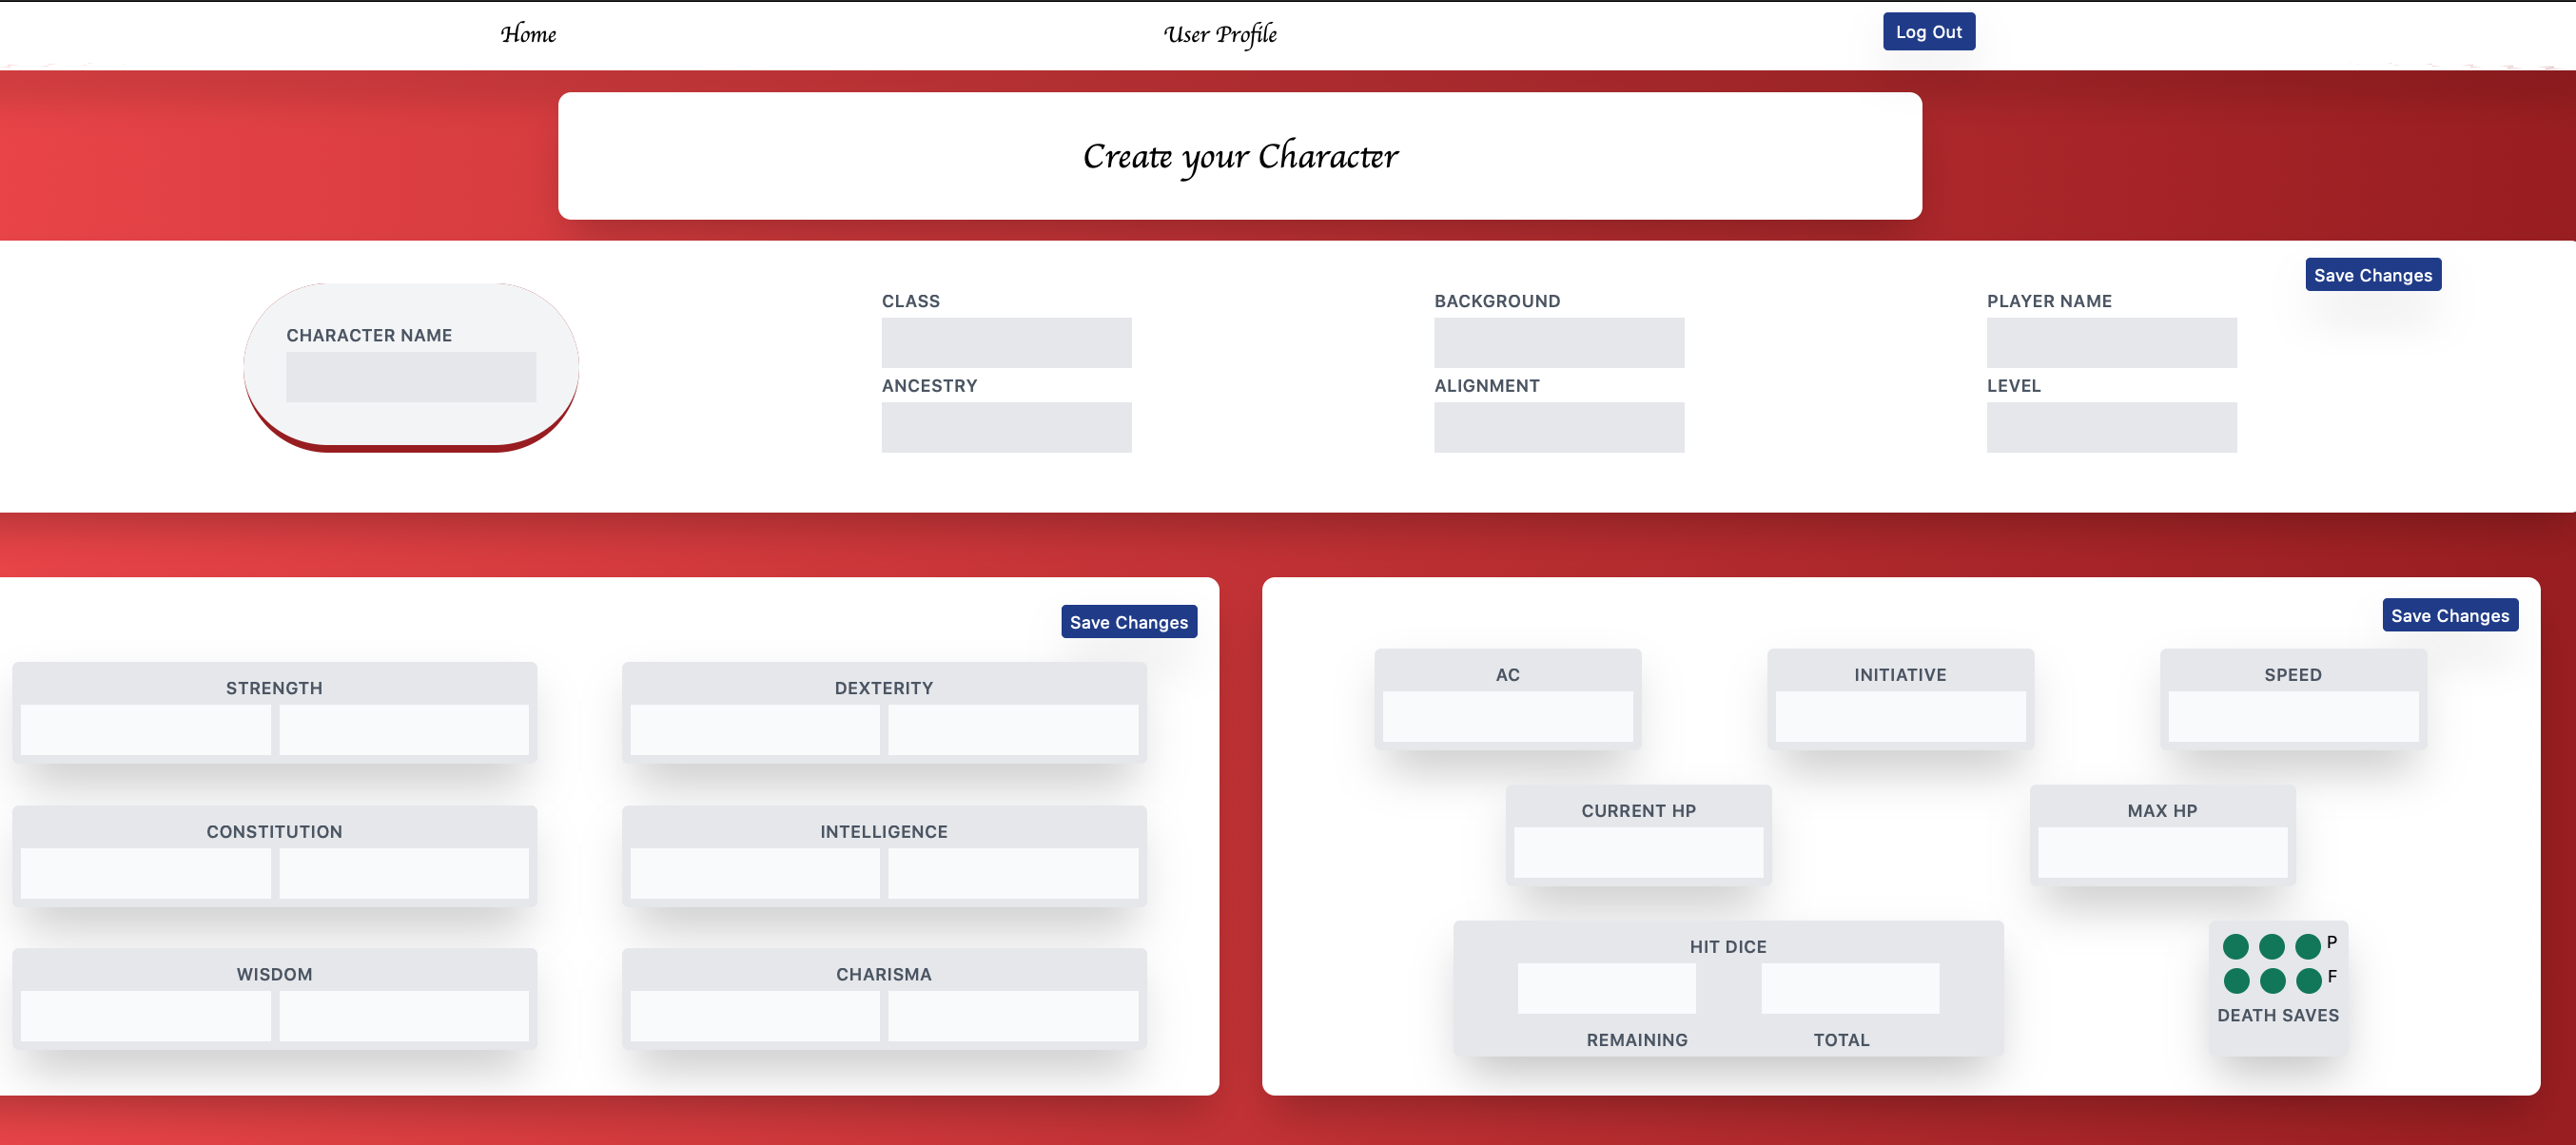 Home User Profile Log Out
Create your Character
Save Changes
CHARACTER NAME
CLASS
ANCESTRY
BACKGROUND
ALIGNMENT
PLAYER NAME
LEVEL
Save Changes
STRENGTH
DEXTERITY
CONSTITUTION
INTELLIGENCE
WISDOM
CHARISMA
Save Changes
AC
INITIATIVE
SPEED
CURRENT HP
MAX HP
HIT DICE
REMAINING TOTAL
P
F
DEATH SAVES